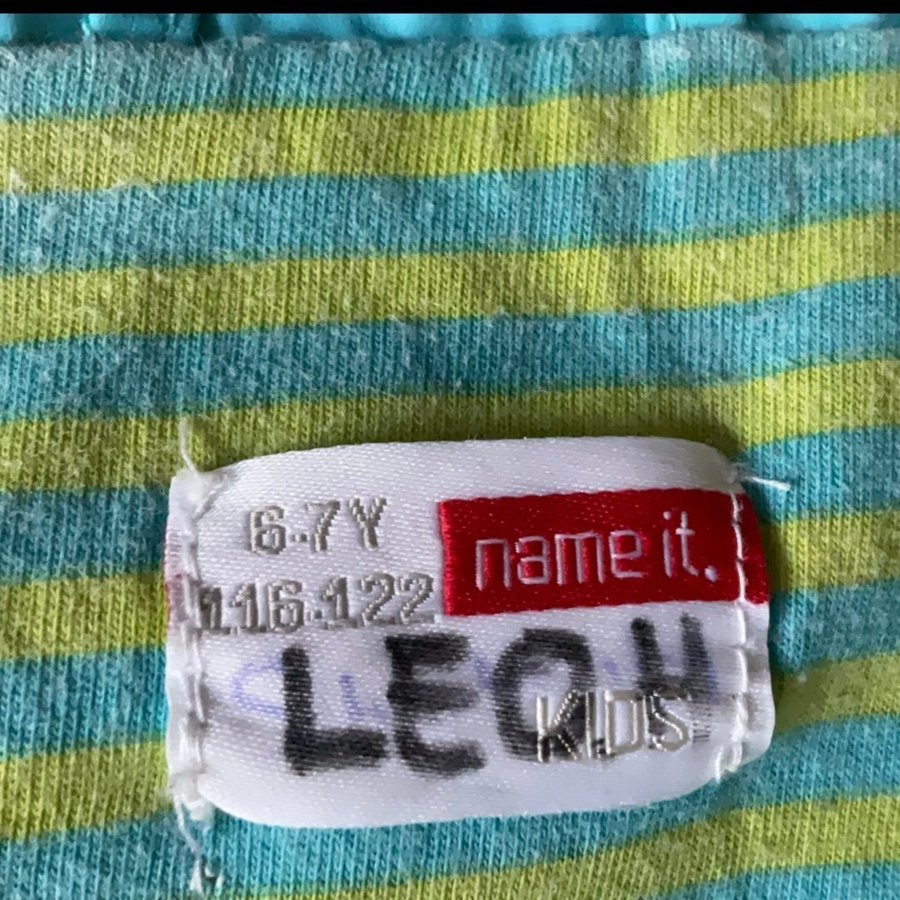 6-7Y
116-122
name it.
LEO H
KIDS